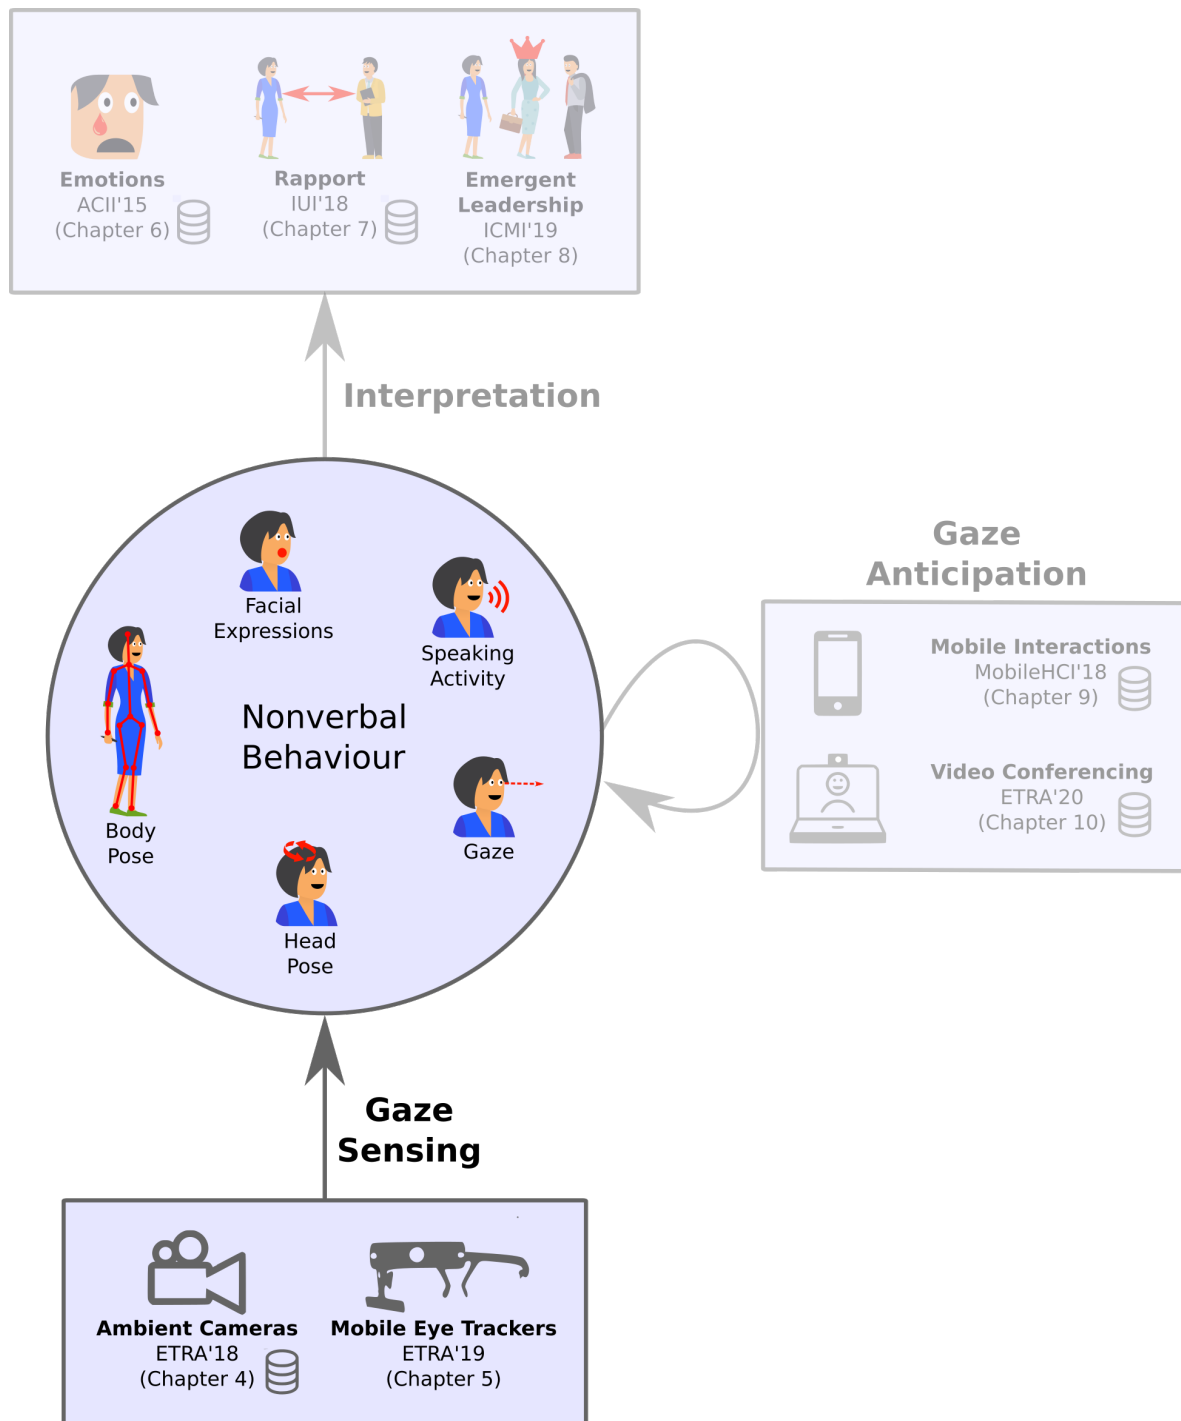 Emotions
ACII'15
(Chapter 6)
Rapport
IUI'18
(Chapter 7)
Emergent
Leadership
ICMI'19
(Chapter 8)
Interpretation
Gaze
Anticipation
Mobile Interactions
MobileHCI'18
(Chapter 9)
Video Conferencing
ETRA'20
(Chapter 10)
Facial
Expressions
Speaking
Activity
Nonverbal
Behaviour
Body
Pose
Gaze
Head
Pose
Gaze
Sensing
Ambient Cameras
ETRA'18
(Chapter 4)
Mobile Eye Trackers
ETRA'19
(Chapter 5)